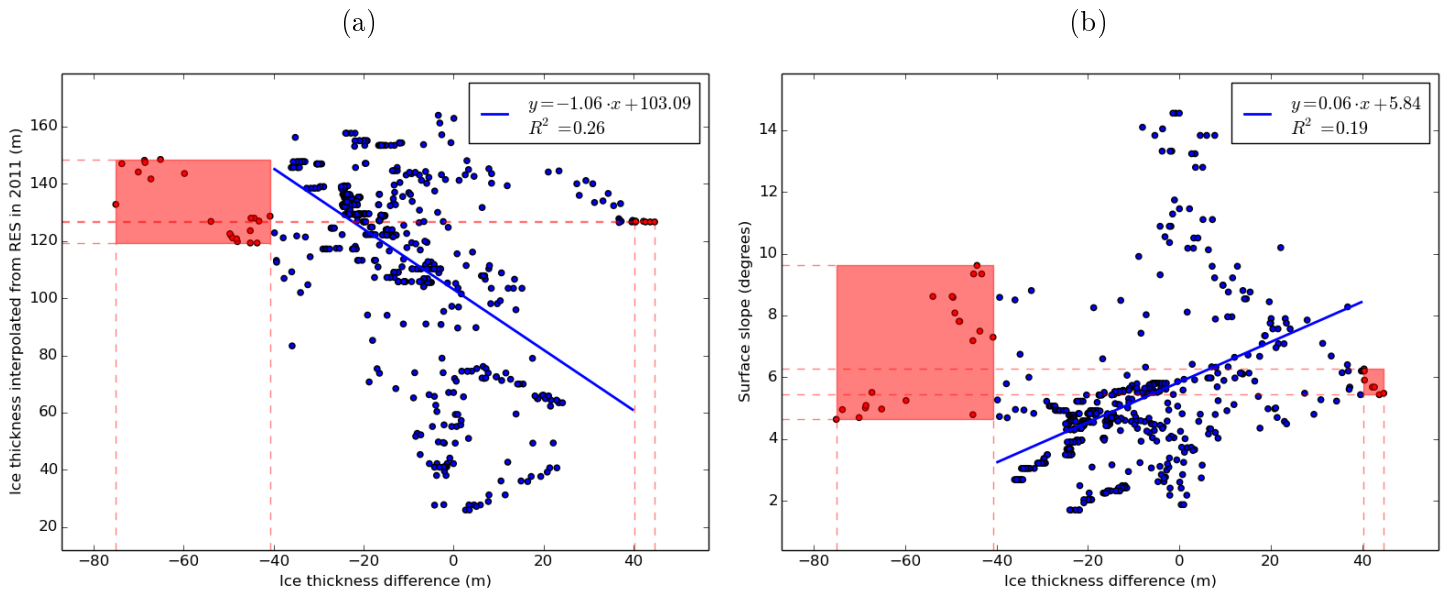 (a)
(b)
y=−1.06·x+103.09
R² =0.26
160
140
120
100
80
60
40
20
Ice thickness interpolated from RES in 2011 (m)
−80 −60 −40 −20 0 20 40
Ice thickness difference (m)
y=0.06·x+5.84
R² =0.19
14
12
10
8
6
4
2
Surface slope (degrees)
−80 −60 −40 −20 0 20 40
Ice thickness difference (m)